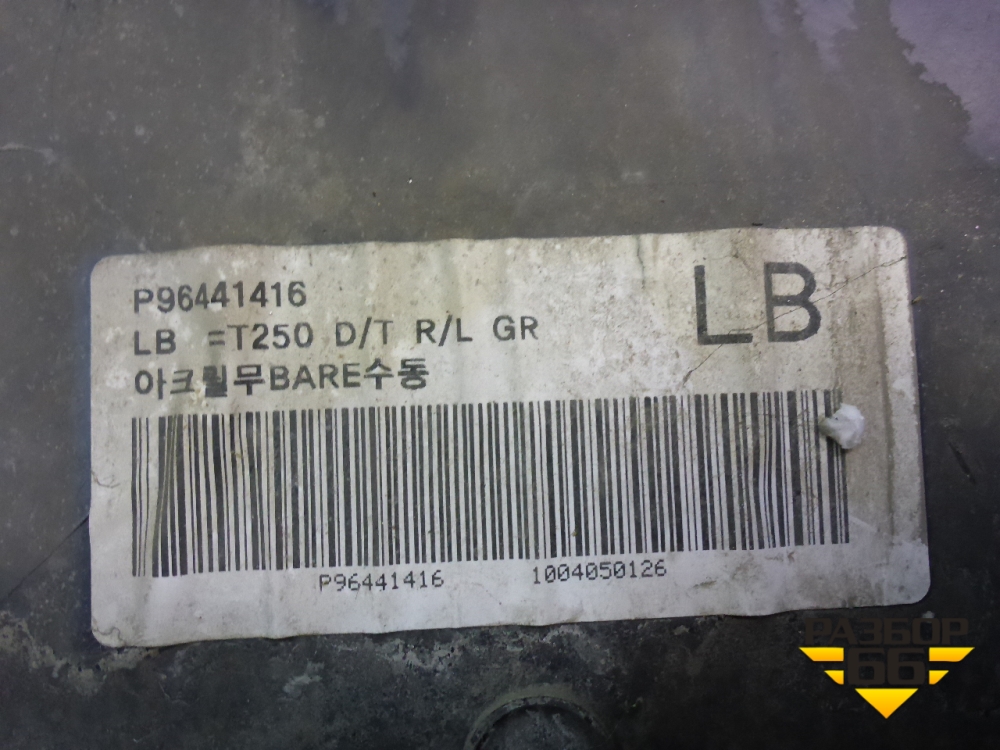 P96441416
LB =T250 D/T R/L GR
LB
아크릴무BARE수동
P96441416 1004050126
РАЗБОР
66